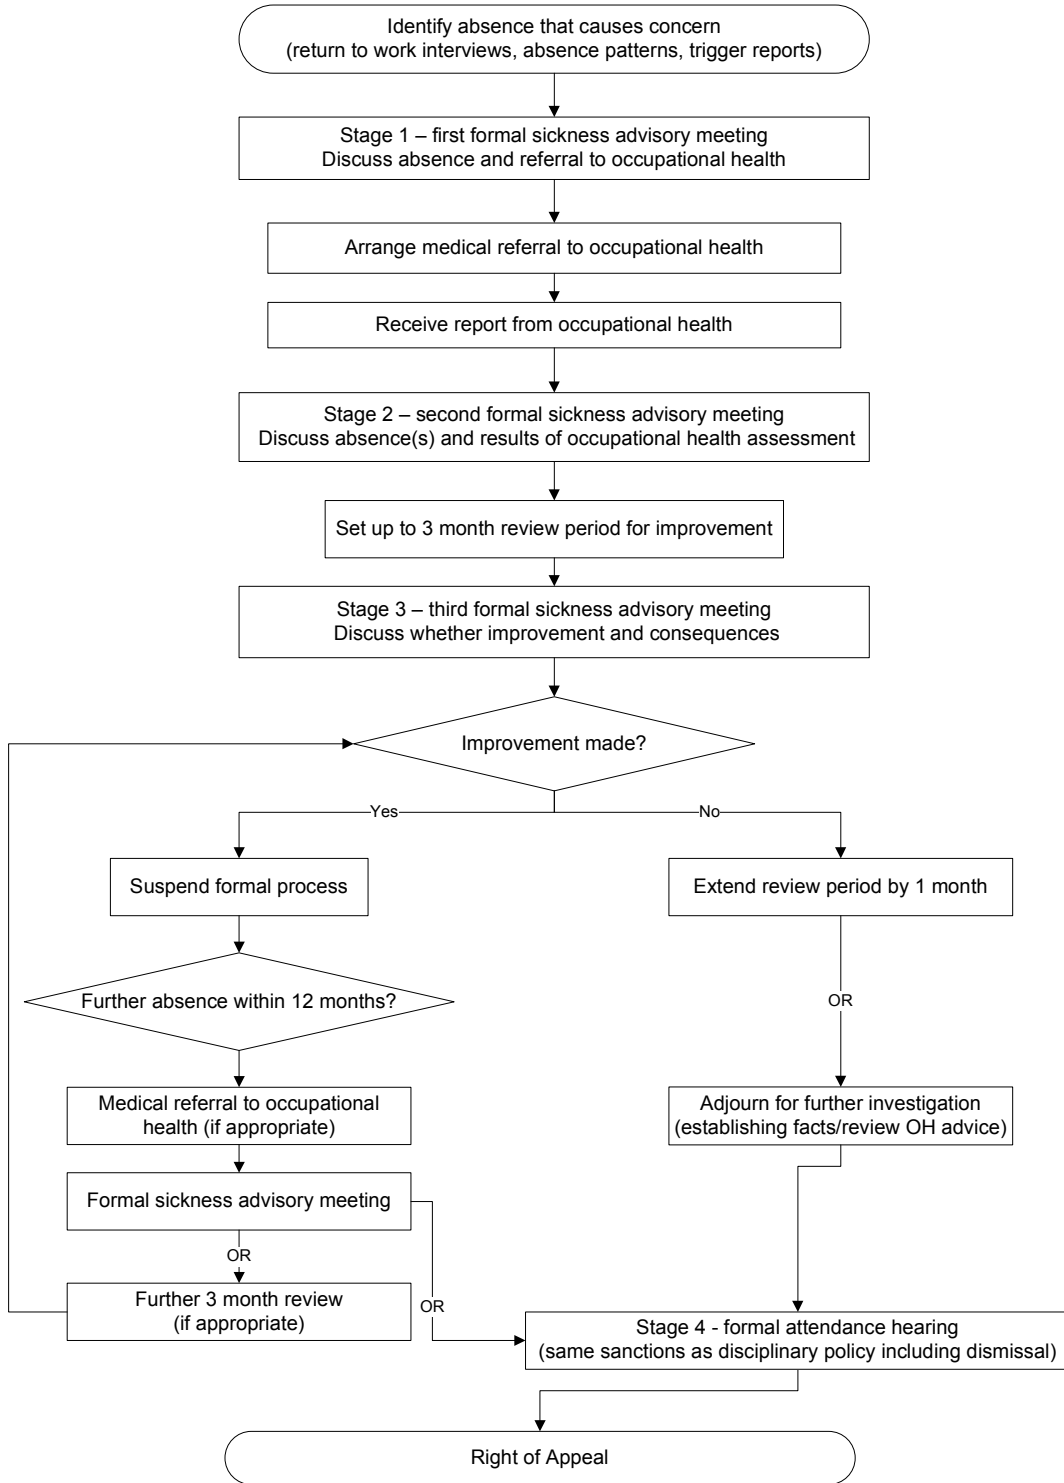 Identify absence that causes concern
(return to work interviews, absence patterns, trigger reports)
Stage 1 – first formal sickness advisory meeting
Discuss absence and referral to occupational health
Arrange medical referral to occupational health
Receive report from occupational health
Stage 2 – second formal sickness advisory meeting
Discuss absence(s) and results of occupational health assessment
Set up to 3 month review period for improvement
Stage 3 – third formal sickness advisory meeting
Discuss whether improvement and consequences
Improvement made?
Yes
No
Suspend formal process
Extend review period by 1 month
Further absence within 12 months?
OR
Medical referral to occupational
health (if appropriate)
Adjourn for further investigation
(establishing facts/review OH advice)
Formal sickness advisory meeting
OR
Further 3 month review
(if appropriate)
OR
Stage 4 - formal attendance hearing
(same sanctions as disciplinary policy including dismissal)
Right of Appeal